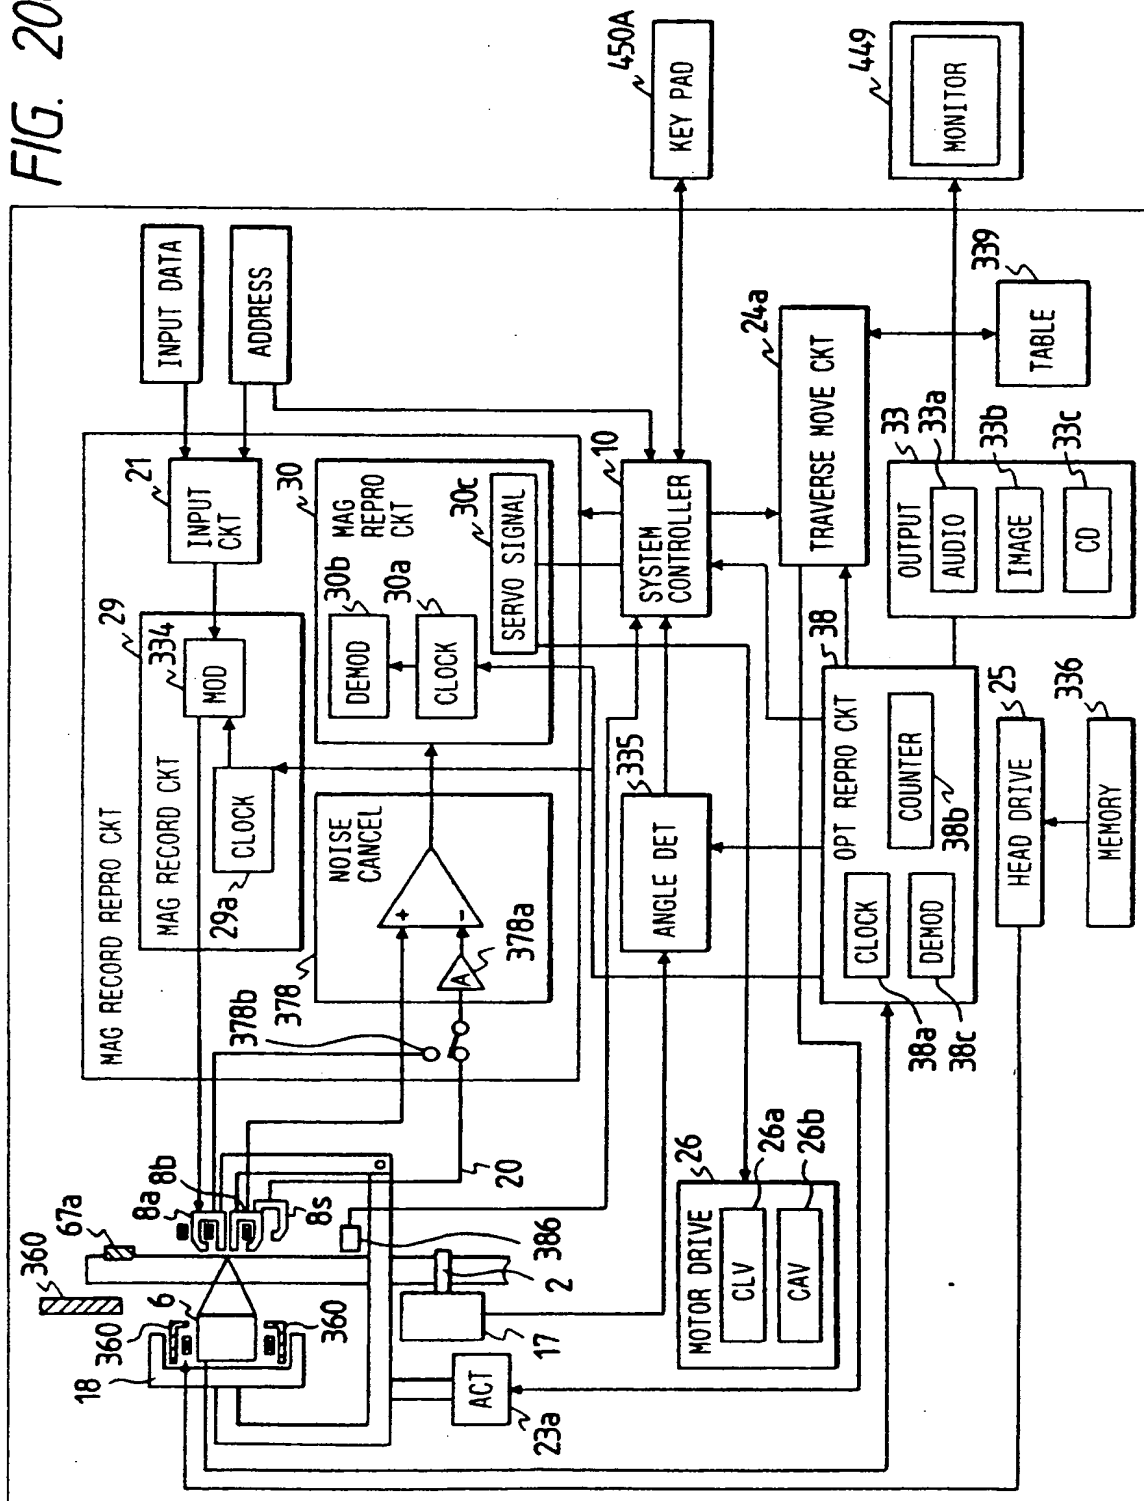 FIG. 20
INPUT DATA
ADDRESS
450A
KEY PAD
449
MONITOR
MAG RECORD REPRO CKT
29
MAG RECORD CKT
334
MOD
CLOCK
29a
21
INPUT
CKT
30
MAG
REPRO
CKT
30b
DEMOD
30a
CLOCK
30c
SERVO SIGNAL
378
NOISE
CANCEL
+
-
A
378a
378b
10
SYSTEM
CONTROLLER
24a
TRAVERSE MOVE CKT
339
TABLE
335
ANGLE DET
38
OPT REPRO CKT
CLOCK
38a
DEMOD
38c
COUNTER
38b
33
OUTPUT
33a
AUDIO
33b
IMAGE
33c
CD
25
HEAD DRIVE
336
MEMORY
26
MOTOR DRIVE
26a
CLV
26b
CAV
360
67a
8a
8b
8s
20
386
2
17
6
360
360
18
ACT
23a